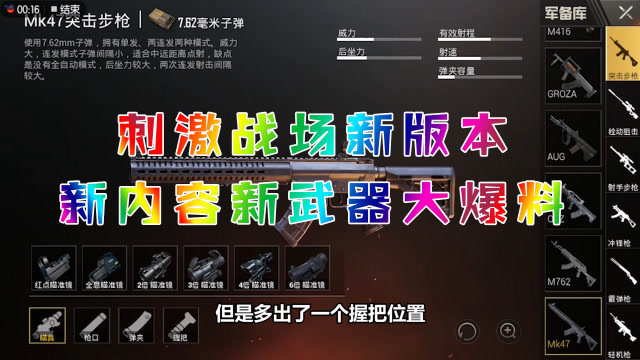 00:16 结束
Mk47突击步枪 7.62毫米子弹
使用7.62mm子弹，拥有单发、两连发两种模式。威力
大，连发模式子弹间隔小，适合中远距离点射，缺点
是没有全自动模式，后坐力较大，两次连发射击间隔
较大。
威力
后坐力
有效射程
射速
弹夹容量
军备库
M416
GROZA
AUG
M762
Mk47
突击步枪
栓动狙击
射手步枪
冲锋枪
霰弹枪
轻机枪
刺激战场新版本
新内容新武器大爆料
红点瞄准镜
全息瞄准镜
2倍 瞄准镜
3倍 瞄准镜
4倍 瞄准镜
6倍 瞄准镜
瞄具
枪口
弹夹
握把
但是多出了一个握把位置